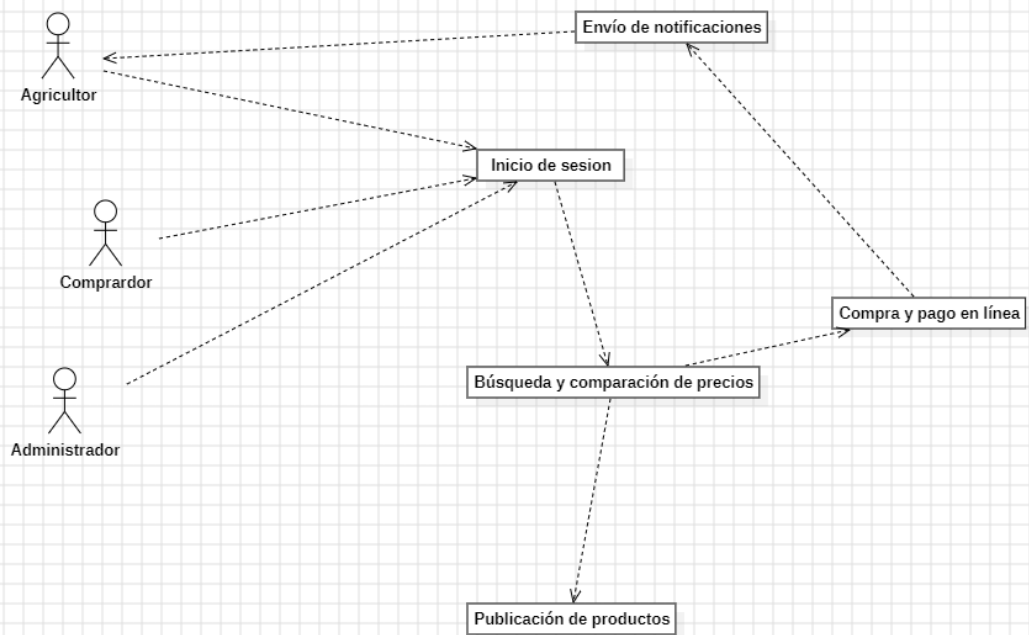 Envío de notificaciones
Agricultor
Inicio de sesion
Comprardor
Compra y pago en línea
Búsqueda y comparación de precios
Administrador
Publicación de productos